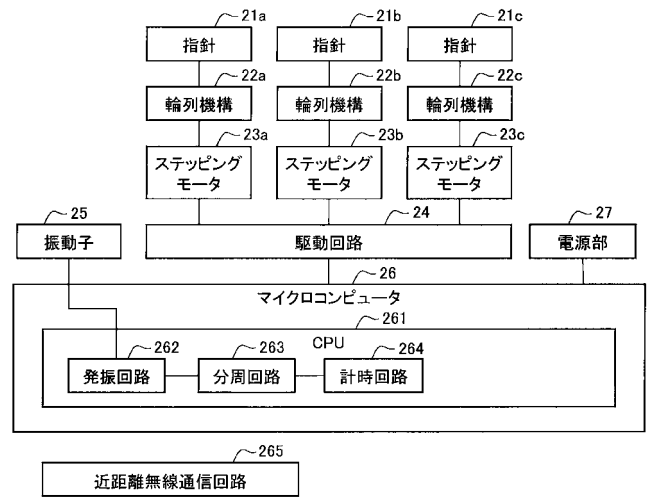 21a 21b 21c
指針 指針 指針
22a 22b 22c
輪列機構 輪列機構 輪列機構
23a 23b 23c
ステッピング ステッピング ステッピング
モータ モータ モータ
25 24 27
振動子 駆動回路 電源部
26
マイクロコンピュータ
261
CPU
262 263 264
発振回路 分周回路 計時回路
265
近距離無線通信回路